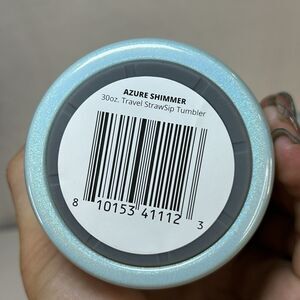 AZURE SHIMMER
30oz. Travel StrawSip Tumbler
8 10153 41112 3